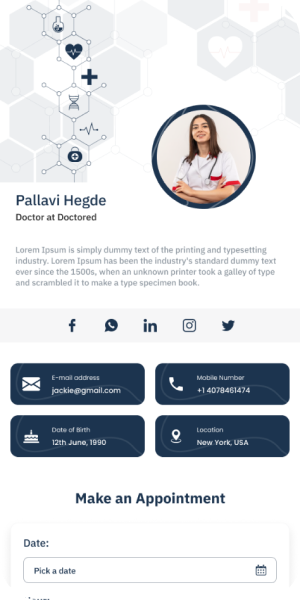 Pallavi Hegde
Doctor at Doctored
Lorem Ipsum is simply dummy text of the printing and typesetting
industry. Lorem Ipsum has been the industry's standard dummy text
ever since the 1500s, when an unknown printer took a galley of type
and scrambled it to make a type specimen book.
E-mail address
jackie@gmail.com
Mobile Number
+1 4078461474
Date of Birth
12th June, 1990
Location
New York, USA
Make an Appointment
Date:
Pick a date